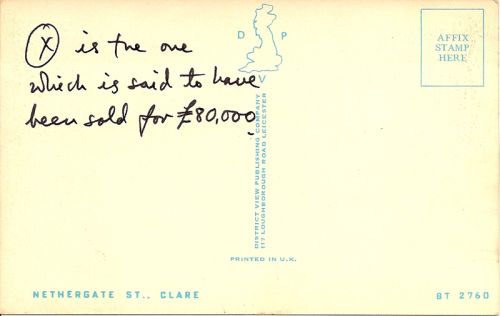 (X) is the one
which is said to have
been sold for £80,000.
D P
V
AFFIX
STAMP
HERE
DISTRICT VIEW PUBLISHING COMPANY
117 LOUGHBOROUGH ROAD LEICESTER
PRINTED IN U.K.
NETHERGATE ST., CLARE
BT 2760